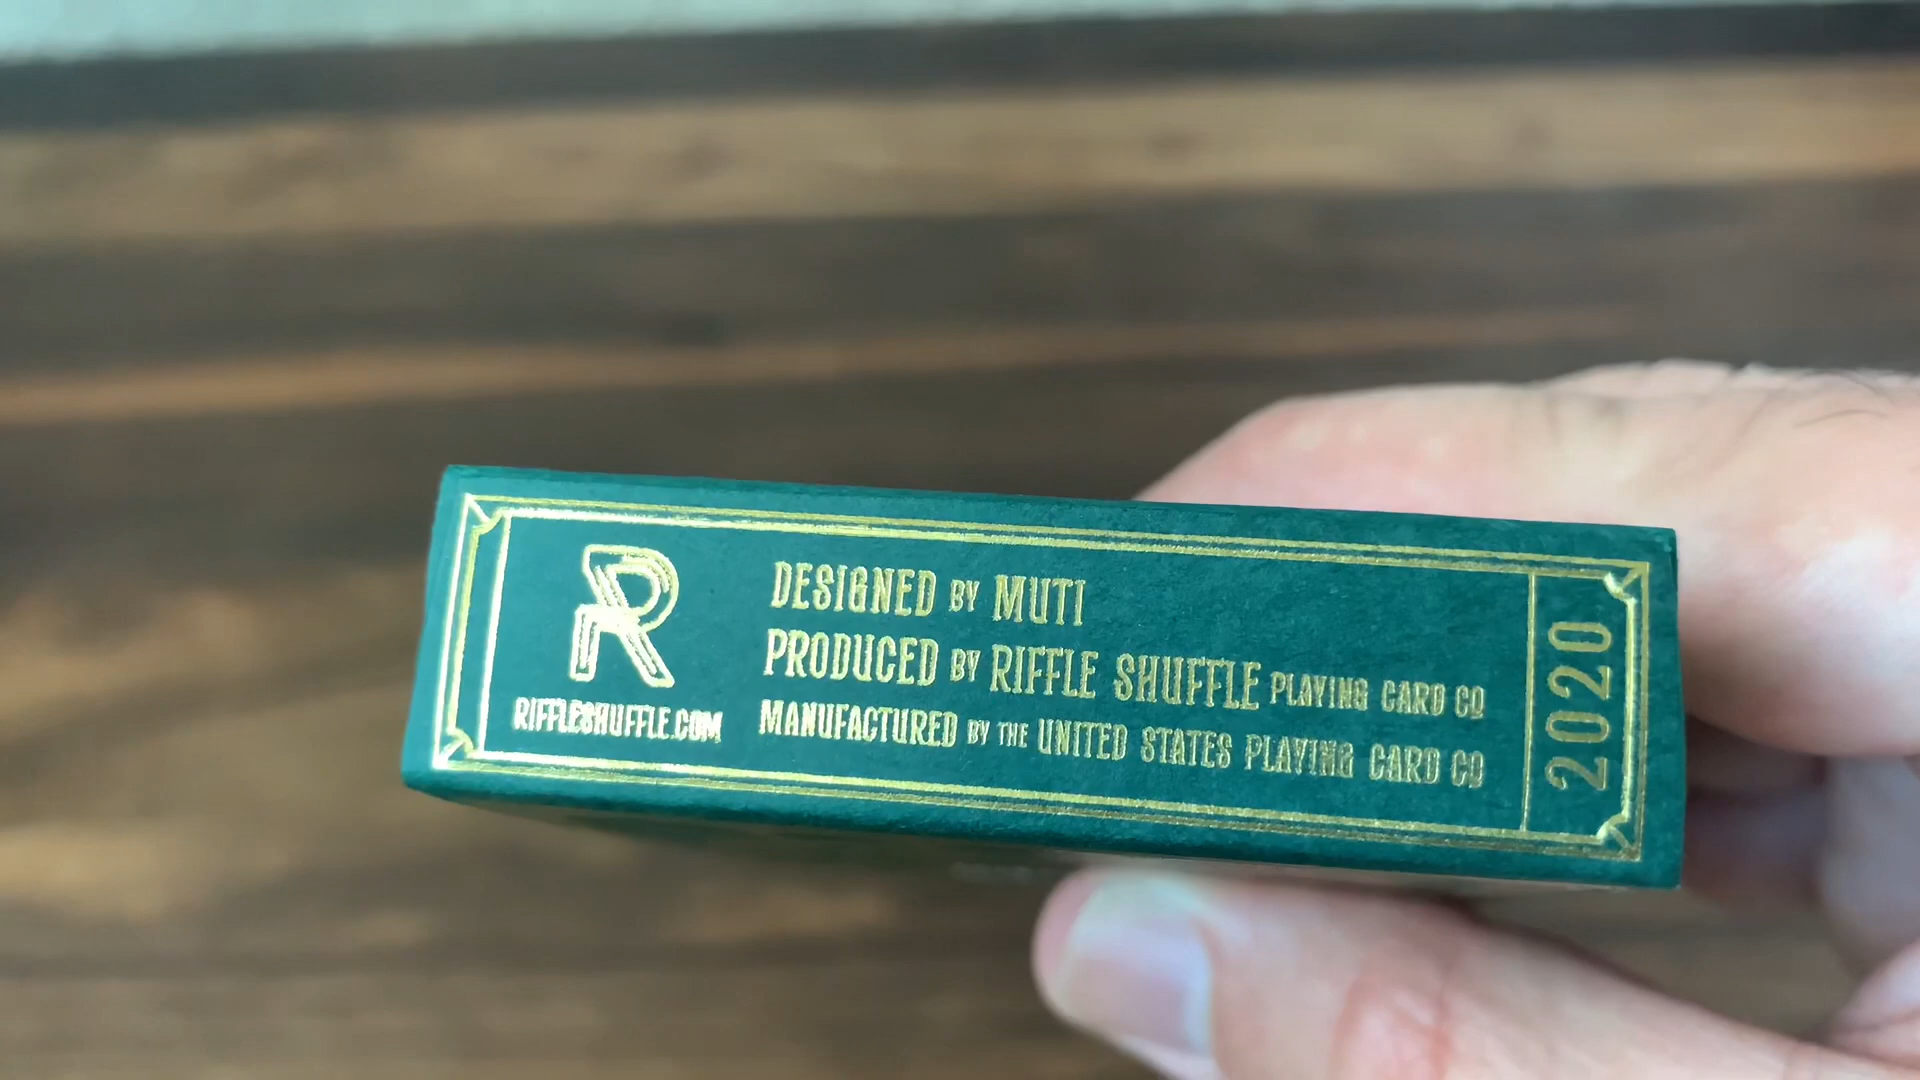 R
RIFFLESHUFFLE.COM
DESIGNED BY MUTI
PRODUCED BY RIFFLE SHUFFLE PLAYING CARD CO
MANUFACTURED BY THE UNITED STATES PLAYING CARD CO
2020